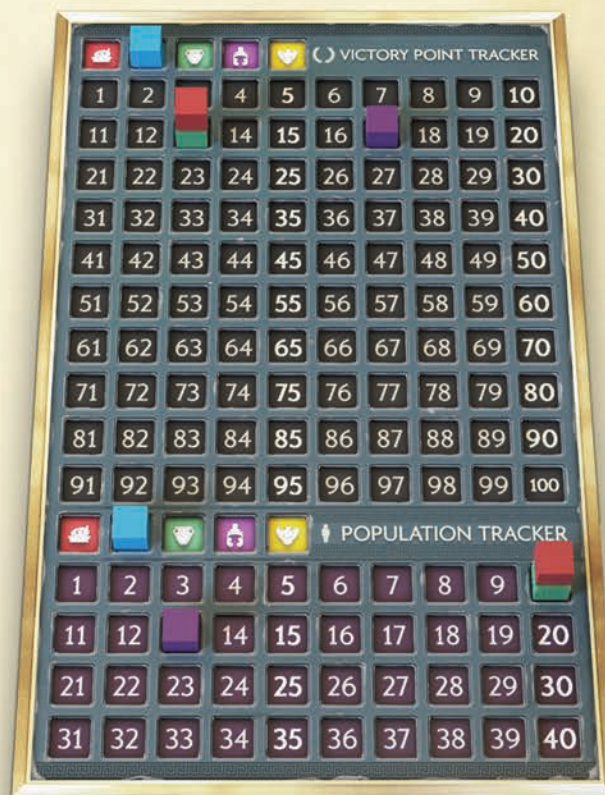 VICTORY POINT TRACKER
1 2 4 5 6 7 8 9 10
11 12 14 15 16 18 19 20
21 22 23 24 25 26 27 28 29 30
31 32 33 34 35 36 37 38 39 40
41 42 43 44 45 46 47 48 49 50
51 52 53 54 55 56 57 58 59 60
61 62 63 64 65 66 67 68 69 70
71 72 73 74 75 76 77 78 79 80
81 82 83 84 85 86 87 88 89 90
91 92 93 94 95 96 97 98 99 100
POPULATION TRACKER
1 2 3 4 5 6 7 8 9
11 12 14 15 16 17 18 19 20
21 22 23 24 25 26 27 28 29 30
31 32 33 34 35 36 37 38 39 40